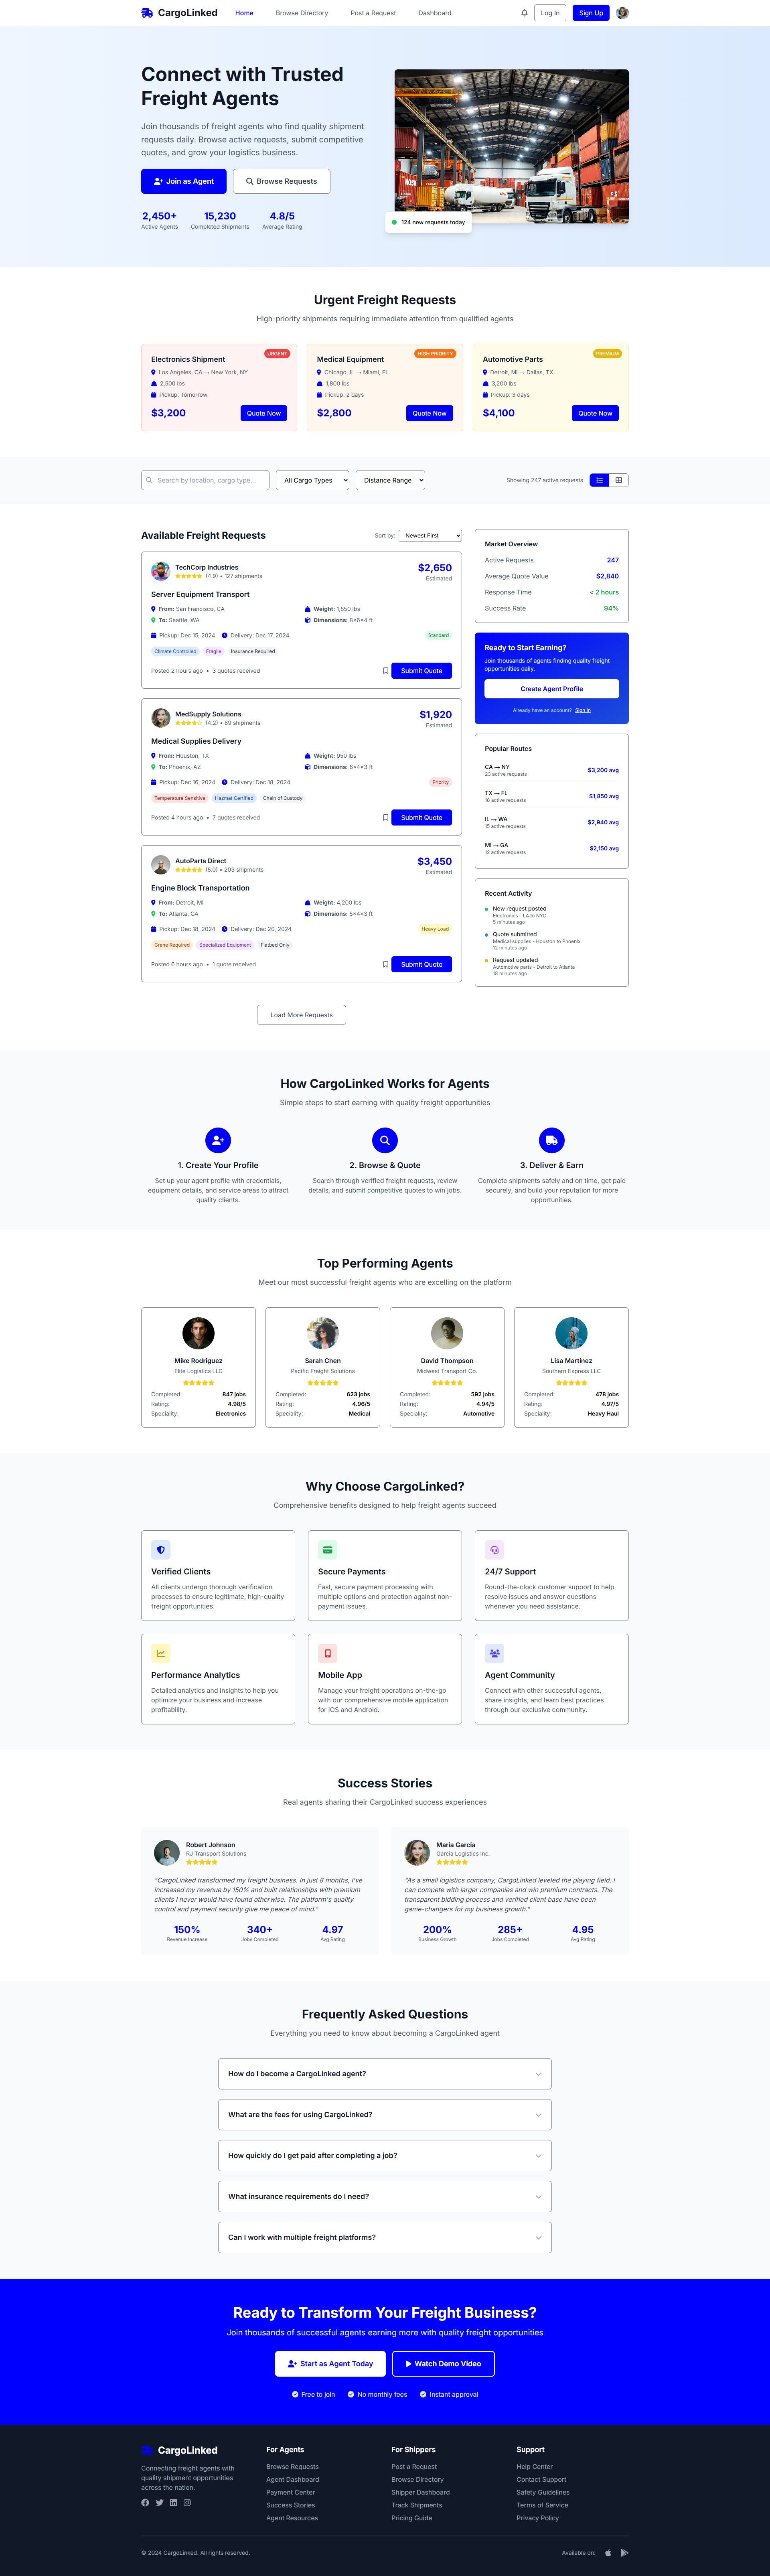 CargoLinked
Home
Browse Directory
Post a Request
Dashboard
Log In
Sign Up
Connect with Trusted
Freight Agents
Join thousands of freight agents who find quality shipment
requests daily. Browse active requests, submit competitive
quotes, and grow your logistics business.
Join as Agent
Browse Requests
2,450+
15,230
4.8/5
Active Agents
Completed Shipments
Average Rating
124 new requests today
Urgent Freight Requests
High-priority shipments requiring immediate attention from qualified agents
URGENT
Electronics Shipment
Los Angeles, CA → New York, NY
2,500 lbs
Pickup: Tomorrow
$3,200
Quote Now
HIGH PRIORITY
Medical Equipment
Chicago, IL → Miami, FL
1,800 lbs
Pickup: 2 days
$2,800
Quote Now
PREMIUM
Automotive Parts
Detroit, MI → Dallas, TX
3,200 lbs
Pickup: 3 days
$4,100
Quote Now
Search by location, cargo type...
All Cargo Types
Distance Range
Showing 247 active requests
Available Freight Requests
Sort by:
Newest First
TechCorp Industries
(4.9) • 127 shipments
$2,650
Estimated
Server Equipment Transport
From: San Francisco, CA
Weight: 1,850 lbs
To: Seattle, WA
Dimensions: 8×6×4 ft
Pickup: Dec 15, 2024
Delivery: Dec 17, 2024
Standard
Climate Controlled
Fragile
Insurance Required
Posted 2 hours ago • 3 quotes received
Submit Quote
MedSupply Solutions
(4.2) • 89 shipments
$1,920
Estimated
Medical Supplies Delivery
From: Houston, TX
Weight: 950 lbs
To: Phoenix, AZ
Dimensions: 6×4×3 ft
Pickup: Dec 16, 2024
Delivery: Dec 18, 2024
Priority
Temperature Sensitive
Hazmat Certified
Chain of Custody
Posted 4 hours ago • 7 quotes received
Submit Quote
AutoParts Direct
(5.0) • 203 shipments
$3,450
Estimated
Engine Block Transportation
From: Detroit, MI
Weight: 4,200 lbs
To: Atlanta, GA
Dimensions: 5×4×3 ft
Pickup: Dec 18, 2024
Delivery: Dec 20, 2024
Heavy Load
Crane Required
Specialized Equipment
Flatbed Only
Posted 6 hours ago • 1 quote received
Submit Quote
Load More Requests
Market Overview
Active Requests
247
Average Quote Value
$2,840
Response Time
< 2 hours
Success Rate
94%
Ready to Start Earning?
Join thousands of agents finding quality freight
opportunities daily.
Create Agent Profile
Already have an account? Sign In
Popular Routes
CA → NY
23 active requests
$3,200 avg
TX → FL
18 active requests
$1,850 avg
IL → WA
15 active requests
$2,940 avg
MI → GA
12 active requests
$2,150 avg
Recent Activity
New request posted
Electronics - LA to NYC
5 minutes ago
Quote submitted
Medical supplies - Houston to Phoenix
12 minutes ago
Request updated
Automotive parts - Detroit to Atlanta
18 minutes ago
How CargoLinked Works for Agents
Simple steps to start earning with quality freight opportunities
1. Create Your Profile
Set up your agent profile with credentials,
equipment details, and service areas to attract
quality clients.
2. Browse & Quote
Search through verified freight requests, review
details, and submit competitive quotes to win jobs.
3. Deliver & Earn
Complete shipments safely and on time, get paid
securely, and build your reputation for more
opportunities.
Top Performing Agents
Meet our most successful freight agents who are excelling on the platform
Mike Rodriguez
Elite Logistics LLC
Completed: 847 jobs
Rating: 4.98/5
Speciality: Electronics
Sarah Chen
Pacific Freight Solutions
Completed: 623 jobs
Rating: 4.96/5
Speciality: Medical
David Thompson
Midwest Transport Co.
Completed: 592 jobs
Rating: 4.94/5
Speciality: Automotive
Lisa Martinez
Southern Express LLC
Completed: 478 jobs
Rating: 4.97/5
Speciality: Heavy Haul
Why Choose CargoLinked?
Comprehensive benefits designed to help freight agents succeed
Verified Clients
All clients undergo thorough verification
processes to ensure legitimate, high-quality
freight opportunities.
Secure Payments
Fast, secure payment processing with
multiple options and protection against non-
payment issues.
24/7 Support
Round-the-clock customer support to help
resolve issues and answer questions
whenever you need assistance.
Performance Analytics
Detailed analytics and insights to help you
optimize your business and increase
profitability.
Mobile App
Manage your freight operations on-the-go
with our comprehensive mobile application
for iOS and Android.
Agent Community
Connect with other successful agents,
share insights, and learn best practices
through our exclusive community.
Success Stories
Real agents sharing their CargoLinked success experiences
Robert Johnson
RJ Transport Solutions
"CargoLinked transformed my freight business. In just 8 months, I've
increased my revenue by 150% and built relationships with premium
clients I never would have found otherwise. The platform's quality
control and payment security give me peace of mind."
150%
340+
4.97
Revenue Increase
Jobs Completed
Avg Rating
Maria Garcia
Garcia Logistics Inc.
"As a small logistics company, CargoLinked leveled the playing field. I
can compete with larger companies and win premium contracts. The
transparent bidding process and verified client base have been
game-changers for my business growth."
200%
285+
4.95
Business Growth
Jobs Completed
Avg Rating
Frequently Asked Questions
Everything you need to know about becoming a CargoLinked agent
How do I become a CargoLinked agent?
What are the fees for using CargoLinked?
How quickly do I get paid after completing a job?
What insurance requirements do I need?
Can I work with multiple freight platforms?
Ready to Transform Your Freight Business?
Join thousands of successful agents earning more with quality freight opportunities
Start as Agent Today
Watch Demo Video
Free to join
No monthly fees
Instant approval
CargoLinked
Connecting freight agents with
quality shipment opportunities
across the nation.
For Agents
Browse Requests
Agent Dashboard
Payment Center
Success Stories
Agent Resources
For Shippers
Post a Request
Browse Directory
Shipper Dashboard
Track Shipments
Pricing Guide
Support
Help Center
Contact Support
Safety Guidelines
Terms of Service
Privacy Policy
© 2024 CargoLinked. All rights reserved.
Available on: